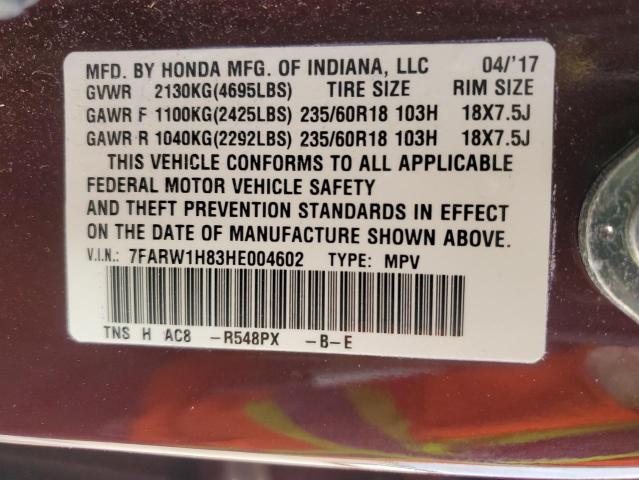 MFD. BY HONDA MFG. OF INDIANA, LLC 04/'17
GVWR 2130KG(4695LBS) TIRE SIZE RIM SIZE
GAWR F 1100KG(2425LBS) 235/60R18 103H 18X7.5J
GAWR R 1040KG(2292LBS) 235/60R18 103H 18X7.5J
THIS VEHICLE CONFORMS TO ALL APPLICABLE
FEDERAL MOTOR VEHICLE SAFETY
AND THEFT PREVENTION STANDARDS IN EFFECT
ON THE DATE OF MANUFACTURE SHOWN ABOVE.
V.I.N.: 7FARW1H83HE004602 TYPE: MPV
TNS H AC8 -R548PX -B-E